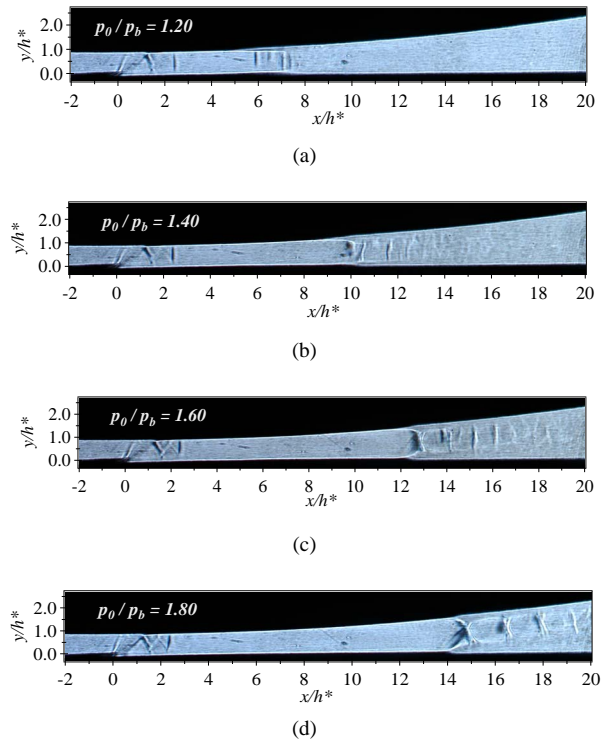 p0 / pb = 1.20
y/h*
2.0
1.0
0.0
-2 0 2 4 6 8 10 12 14 16 18 20
x/h*
(a)
p0 / pb = 1.40
y/h*
2.0
1.0
0.0
-2 0 2 4 6 8 10 12 14 16 18 20
x/h*
(b)
p0 / pb = 1.60
y/h*
2.0
1.0
0.0
-2 0 2 4 6 8 10 12 14 16 18 20
x/h*
(c)
p0 / pb = 1.80
y/h*
2.0
1.0
0.0
-2 0 2 4 6 8 10 12 14 16 18 20
x/h*
(d)